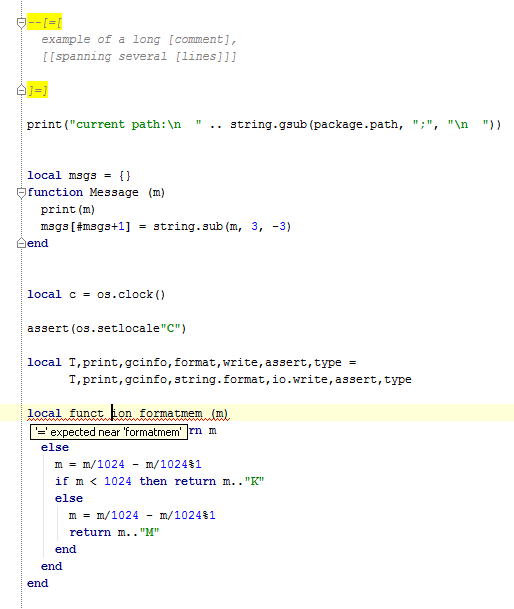 --[=[
example of a long [comment],
[[spanning several [lines]]]
]=]
print("current path:\n  " .. string.gsub(package.path, ";", "\n  "))
local msgs = {}
function Message (m)
  print(m)
  msgs[#msgs+1] = string.sub(m, 3, -3)
end
local c = os.clock()
assert(os.setlocale"C")
local T,print,gcinfo,format,write,assert,type =
      T,print,gcinfo,string.format,io.write,assert,type
local funct ion formatmem (m)
'=' expected near 'formatmem' rn m
  else
    m = m/1024 - m/1024%1
    if m < 1024 then return m.."K"
    else
      m = m/1024 - m/1024%1
      return m.."M"
    end
  end
end